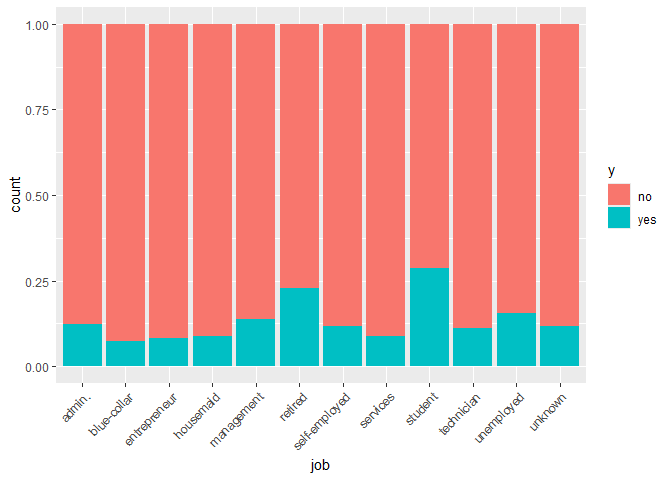 1.00
0.75
0.50
0.25
0.00
count
admin.
blue-collar
entrepreneur
housemaid
management
retired
self-employed
services
student
technician
unemployed
unknown
job
y
no
yes